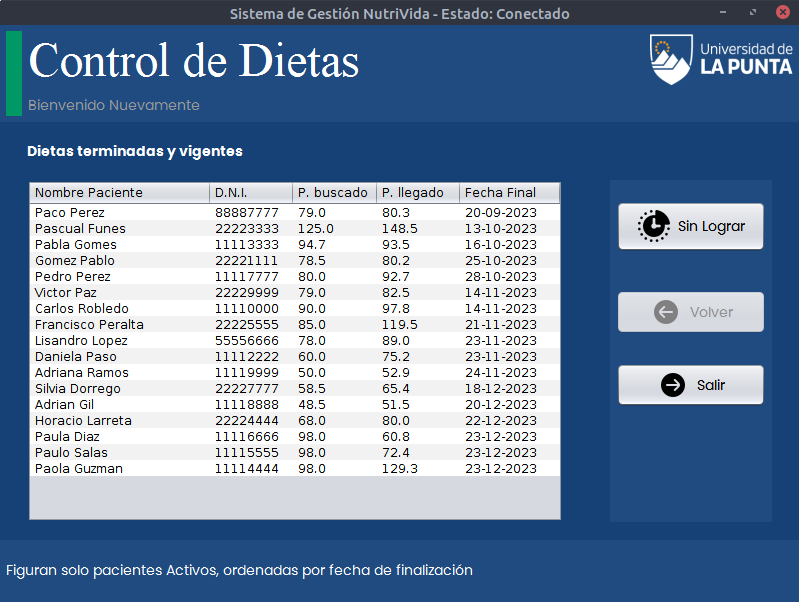 Sistema de Gestión NutriVida - Estado: Conectado
Control de Dietas
Bienvenido Nuevamente
Universidad de
LA PUNTA
Dietas terminadas y vigentes
Nombre Paciente D.N.I. P. buscado P. llegado Fecha Final
Paco Perez 88887777 79.0 80.3 20-09-2023
Pascual Funes 22223333 125.0 148.5 13-10-2023
Pabla Gomes 11113333 94.7 93.5 16-10-2023
Gomez Pablo 22221111 78.5 80.2 25-10-2023
Pedro Perez 11117777 80.0 92.7 28-10-2023
Victor Paz 22229999 79.0 82.5 14-11-2023
Carlos Robledo 11110000 90.0 97.8 14-11-2023
Francisco Peralta 22225555 85.0 119.5 21-11-2023
Lisandro Lopez 55556666 78.0 89.0 23-11-2023
Daniela Paso 11112222 60.0 75.2 23-11-2023
Adriana Ramos 11119999 50.0 52.9 24-11-2023
Silvia Dorrego 22227777 58.5 65.4 18-12-2023
Adrian Gil 11118888 48.5 51.5 20-12-2023
Horacio Larreta 22224444 68.0 80.0 22-12-2023
Paula Diaz 11116666 98.0 60.8 23-12-2023
Paulo Salas 11115555 98.0 72.4 23-12-2023
Paola Guzman 11114444 98.0 129.3 23-12-2023
Sin Lograr
Volver
Salir
Figuran solo pacientes Activos, ordenadas por fecha de finalización